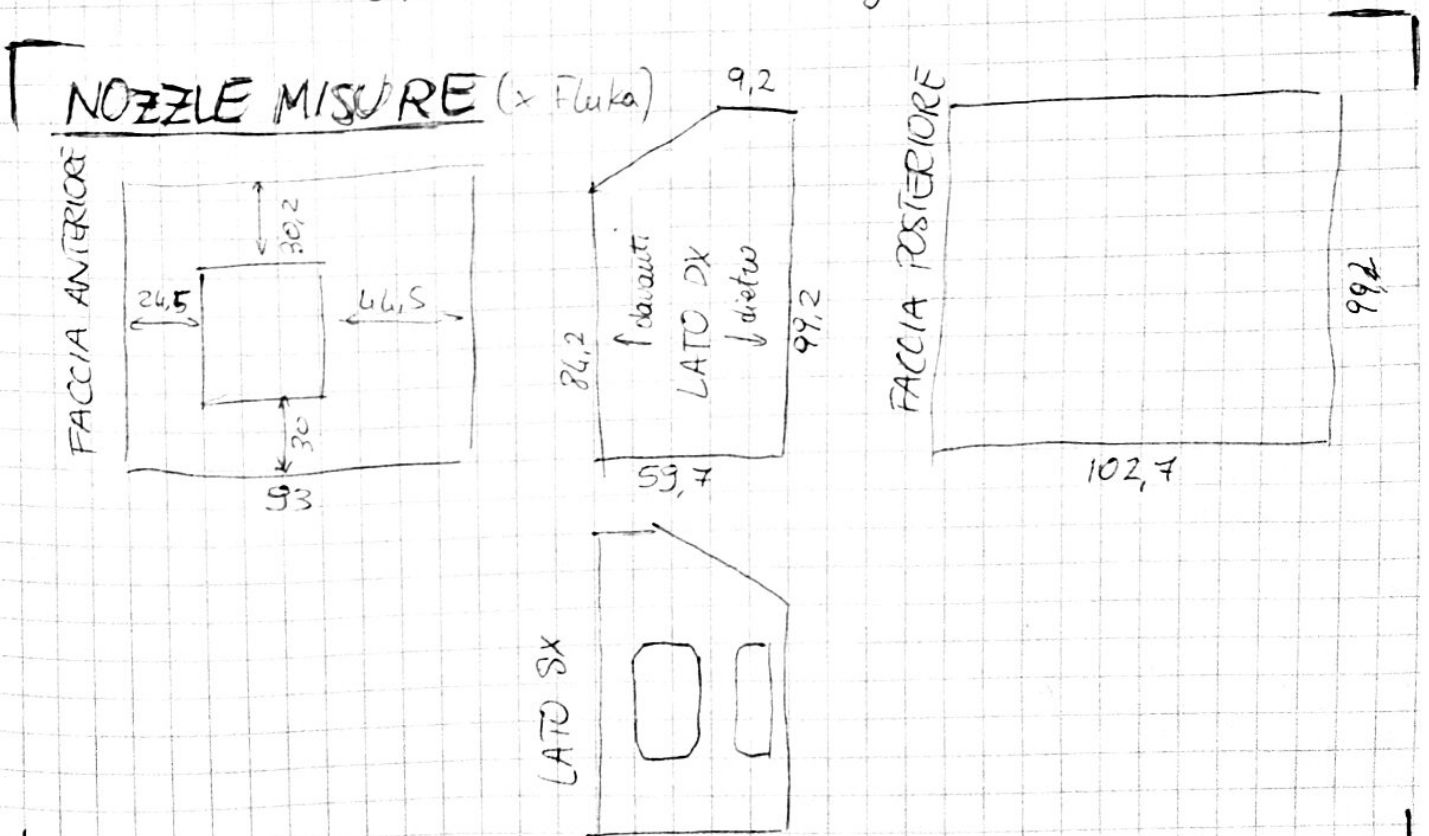 NOZZLE MISURE (x Fluka)
FACCIA ANTERIORE
30,2
24,5
44,5
30
93
9,2
84,2
↑ davanti
LATO DX
↓ dietro
99,2
59,7
FACCIA POSTERIORE
99,2
102,7
LATO SX